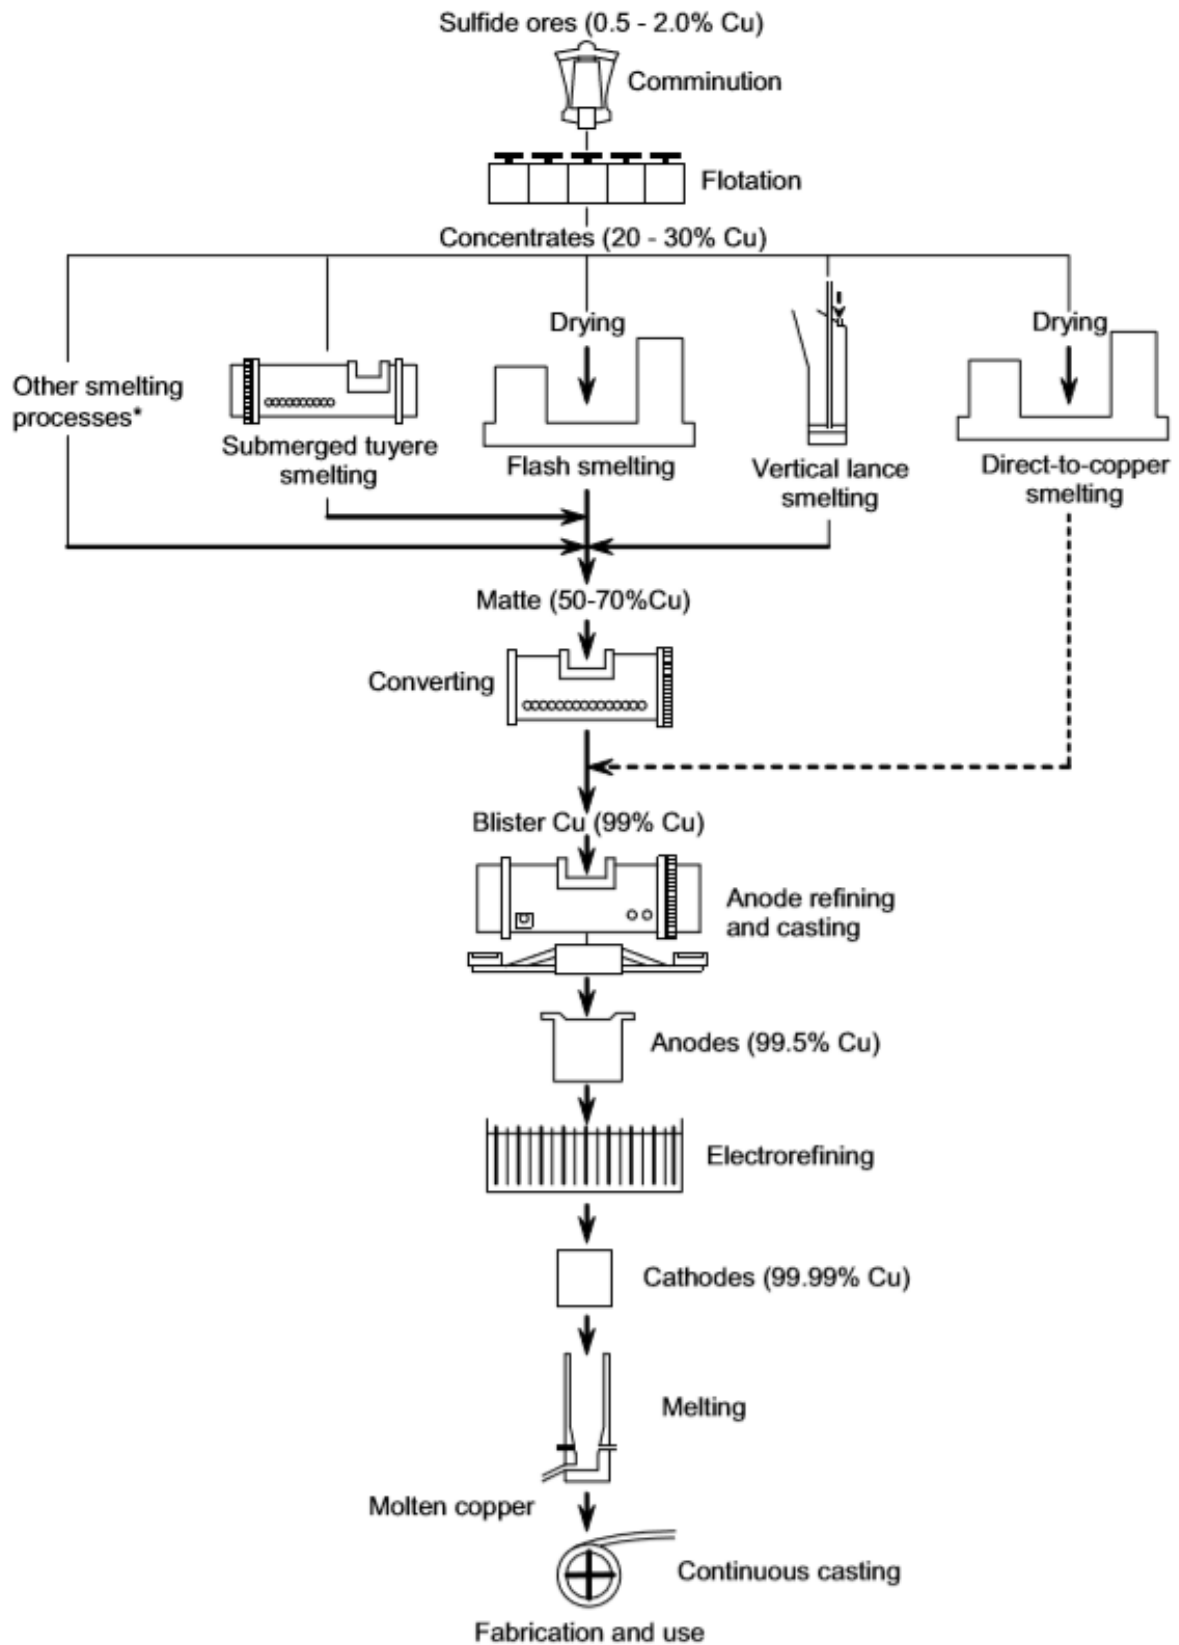 Sulfide ores (0.5 - 2.0% Cu)
Comminution
Flotation
Concentrates (20 - 30% Cu)
Drying
Drying
Other smelting
processes*
Submerged tuyere
smelting
Flash smelting
Vertical lance
smelting
Direct-to-copper
smelting
Matte (50-70%Cu)
Converting
Blister Cu (99% Cu)
Anode refining
and casting
Anodes (99.5% Cu)
Electrorefining
Cathodes (99.99% Cu)
Melting
Molten copper
Continuous casting
Fabrication and use